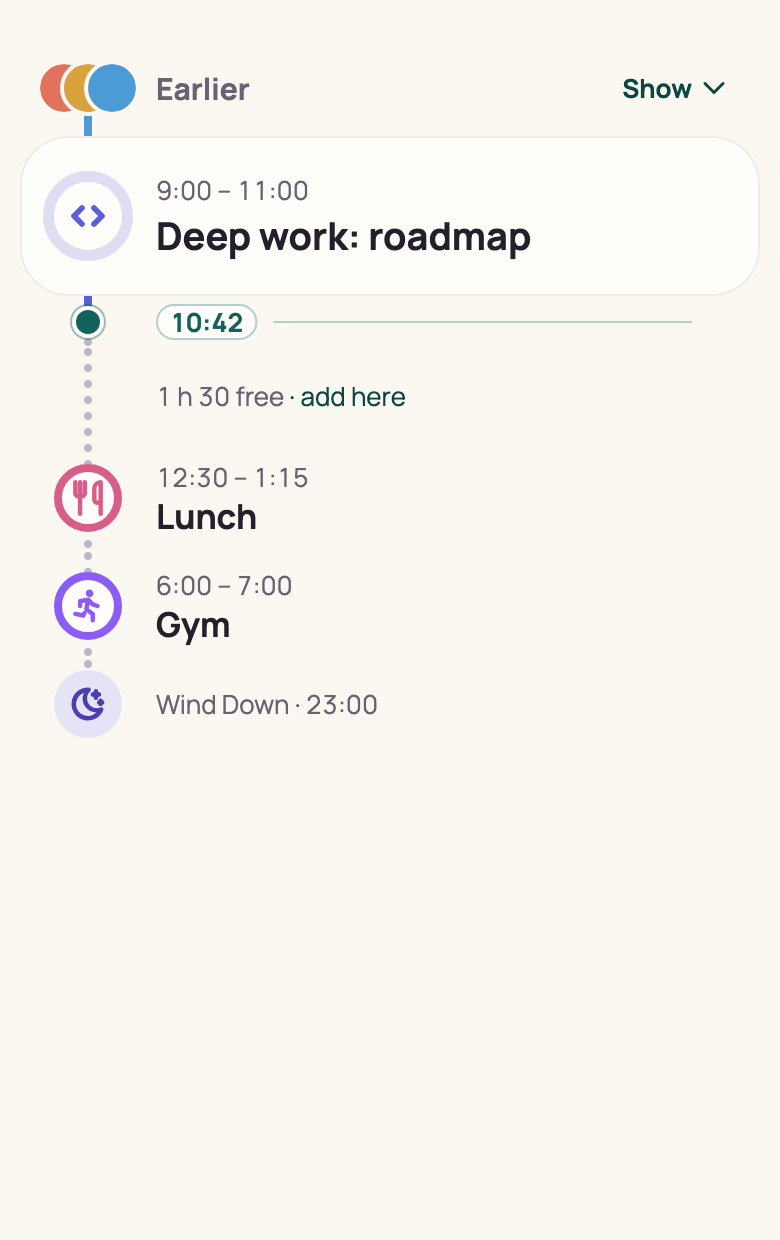 Earlier
Show
9:00 – 11:00
Deep work: roadmap
10:42
1 h 30 free · add here
12:30 – 1:15
Lunch
6:00 – 7:00
Gym
Wind Down · 23:00